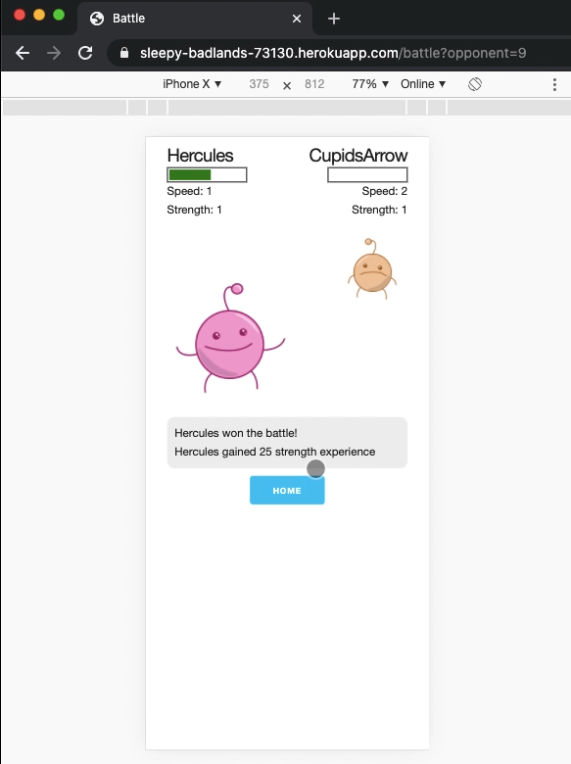 Battle
sleepy-badlands-73130.herokuapp.com/battle?opponent=9
iPhone X ▼ 375 x 812 77% ▼ Online ▼
Hercules CupidsArrow
Speed: 1 Speed: 2
Strength: 1 Strength: 1
Hercules won the battle!
Hercules gained 25 strength experience
HOME